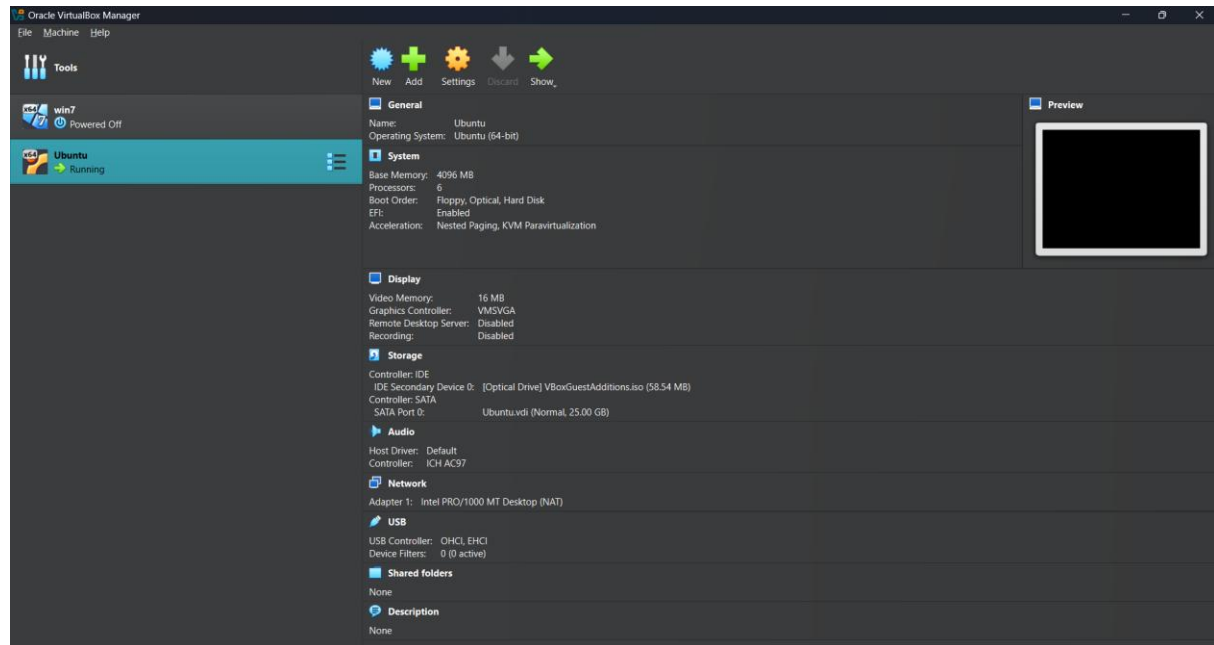 Oracle VirtualBox Manager
File Machine Help
Tools
New Add Settings Discard Show
x64 win7
Powered Off
x64 Ubuntu
Running
General
Name: Ubuntu
Operating System: Ubuntu (64-bit)
Preview
System
Base Memory: 4096 MB
Processors: 6
Boot Order: Floppy, Optical, Hard Disk
EFI: Enabled
Acceleration: Nested Paging, KVM Paravirtualization
Display
Video Memory: 16 MB
Graphics Controller: VMSVGA
Remote Desktop Server: Disabled
Recording: Disabled
Storage
Controller: IDE
IDE Secondary Device 0: [Optical Drive] VBoxGuestAdditions.iso (58.54 MB)
Controller: SATA
SATA Port 0: Ubuntu.vdi (Normal, 25.00 GB)
Audio
Host Driver: Default
Controller: ICH AC97
Network
Adapter 1: Intel PRO/1000 MT Desktop (NAT)
USB
USB Controller: OHCI, EHCI
Device Filters: 0 (0 active)
Shared folders
None
Description
None